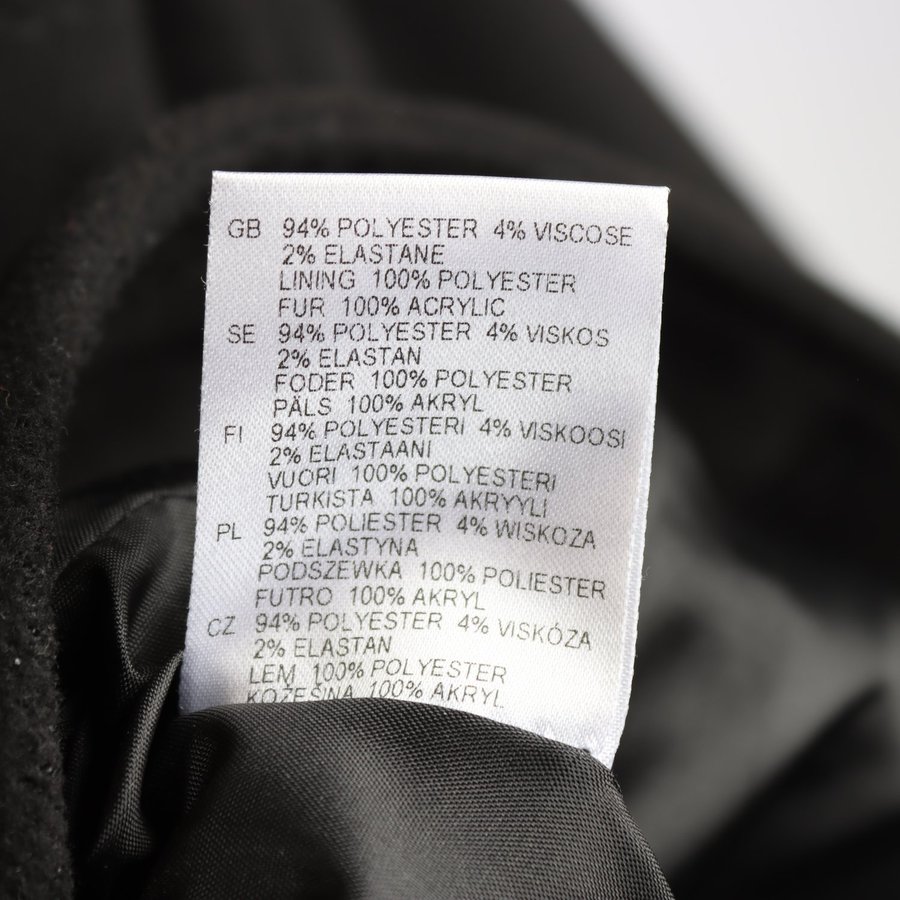 GB 94% POLYESTER 4% VISCOSE
2% ELASTANE
LINING 100% POLYESTER
FUR 100% ACRYLIC
SE 94% POLYESTER 4% VISKOS
2% ELASTAN
FODER 100% POLYESTER
PÄLS 100% AKRYL
FI 94% POLYESTERI 4% VISKOOSI
2% ELASTAANI
VUORI 100% POLYESTERI
TURKISTA 100% AKRYYLI
PL 94% POLIESTER 4% WISKOZA
2% ELASTYNA
PODSZEWKA 100% POLIESTER
FUTRO 100% AKRYL
CZ 94% POLYESTER 4% VISKÓZA
2% ELASTAN
LEM 100% POLYESTER
KOŽEŠINA 100% AKRYL